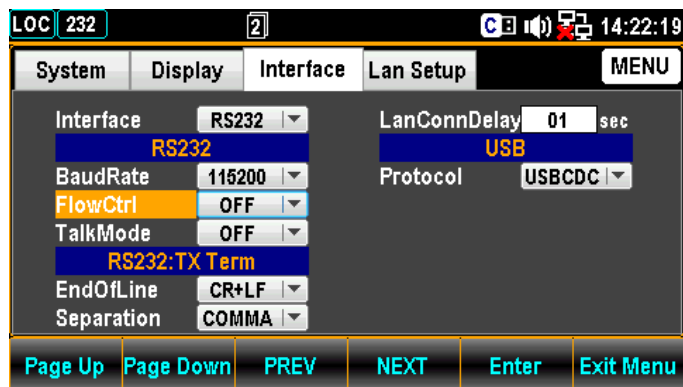 LOC 232 2 C 14:22:19
System Display Interface Lan Setup MENU
Interface RS232 LanConnDelay 01 sec
RS232 USB
BaudRate 115200 Protocol USBCDC
FlowCtrl OFF
TalkMode OFF
RS232:TX Term
EndOfLine CR+LF
Separation COMMA
Page Up Page Down PREV NEXT Enter Exit Menu